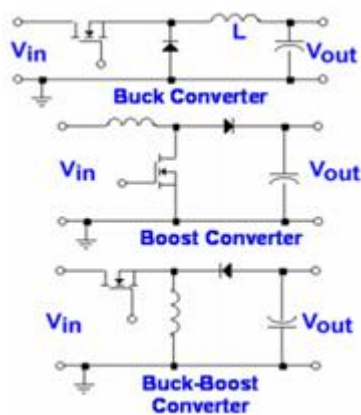 L
Vin
Vout
Buck Converter
Vin
Vout
Boost Converter
Vin
Vout
Buck-Boost
Converter